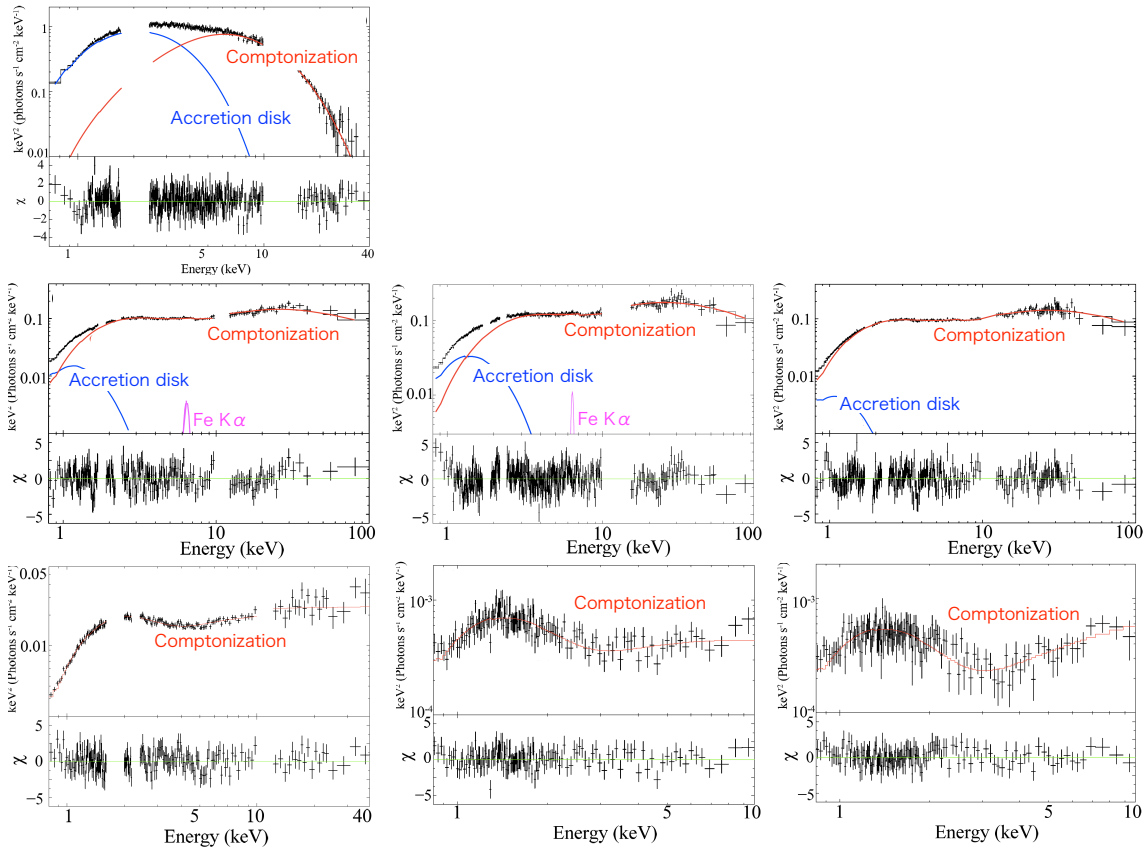 keV² (photons s⁻¹ cm⁻² keV⁻¹)
1
0.1
0.01
Comptonization
Accretion disk
χ
4
2
0
−2
−4
1 5 10 40
Energy (keV)
keV² (Photons s⁻¹ cm⁻² keV⁻¹)
0.1
0.01
Comptonization
Accretion disk
Fe Kα
χ
5
0
−5
1 10 100
Energy (keV)
keV² (Photons s⁻¹ cm⁻² keV⁻¹)
0.1
0.01
Comptonization
Accretion disk
Fe Kα
χ
5
0
−5
1 10 100
Energy (keV)
keV² (Photons s⁻¹ cm⁻² keV⁻¹)
0.1
0.01
Comptonization
Accretion disk
χ
5
0
−5
1 10 100
Energy (keV)
keV² (Photons s⁻¹ cm⁻² keV⁻¹)
0.05
0.01
Comptonization
χ
5
0
−5
1 2 5 10 20 40
Energy (keV)
keV² (Photons s⁻¹ cm⁻² keV⁻¹)
10⁻³
10⁻⁴
Comptonization
χ
5
0
−5
1 5 10
Energy (keV)
keV² (Photons s⁻¹ cm⁻² keV⁻¹)
10⁻³
10⁻⁴
Comptonization
χ
5
0
−5
1 5 10
Energy (keV)